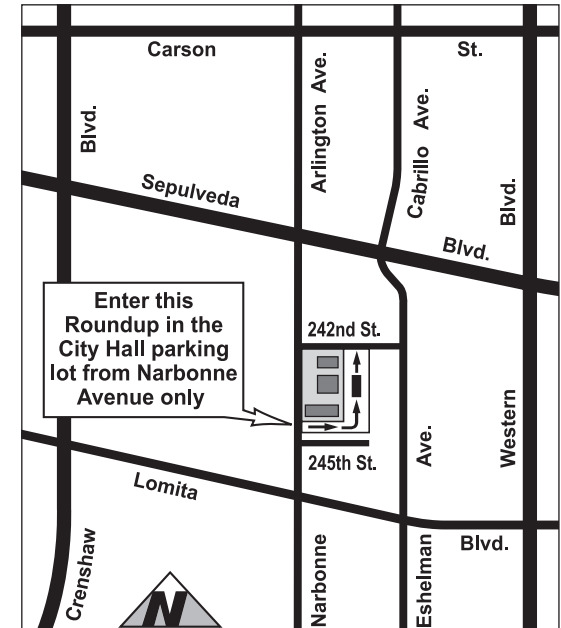 Carson St.
Blvd.
Arlington Ave.
Cabrillo Ave.
Blvd.
Sepulveda Blvd.
Enter this
Roundup in the
City Hall parking
lot from Narbonne
Avenue only
242nd St.
245th St.
Ave.
Western
Lomita Blvd.
Crenshaw
Narbonne
Eshelman
N